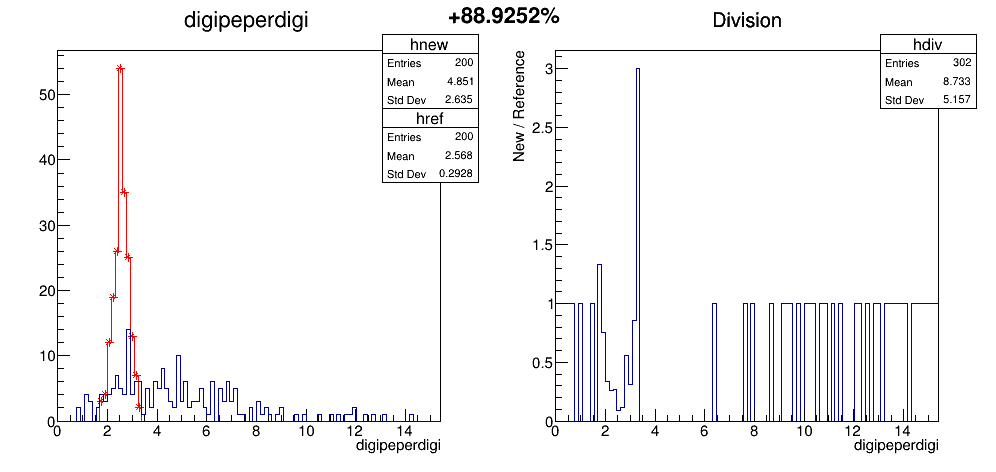 +88.9252%
digipeperdigi
hnew
Entries 200
Mean 4.851
Std Dev 2.635
href
Entries 200
Mean 2.568
Std Dev 0.2928
50
40
30
20
10
0
0 2 4 6 8 10 12 14
digipeperdigi
Division
hdiv
Entries 302
Mean 8.733
Std Dev 5.157
New / Reference
3
2.5
2
1.5
1
0.5
0
0 2 4 6 8 10 12 14
digipeperdigi